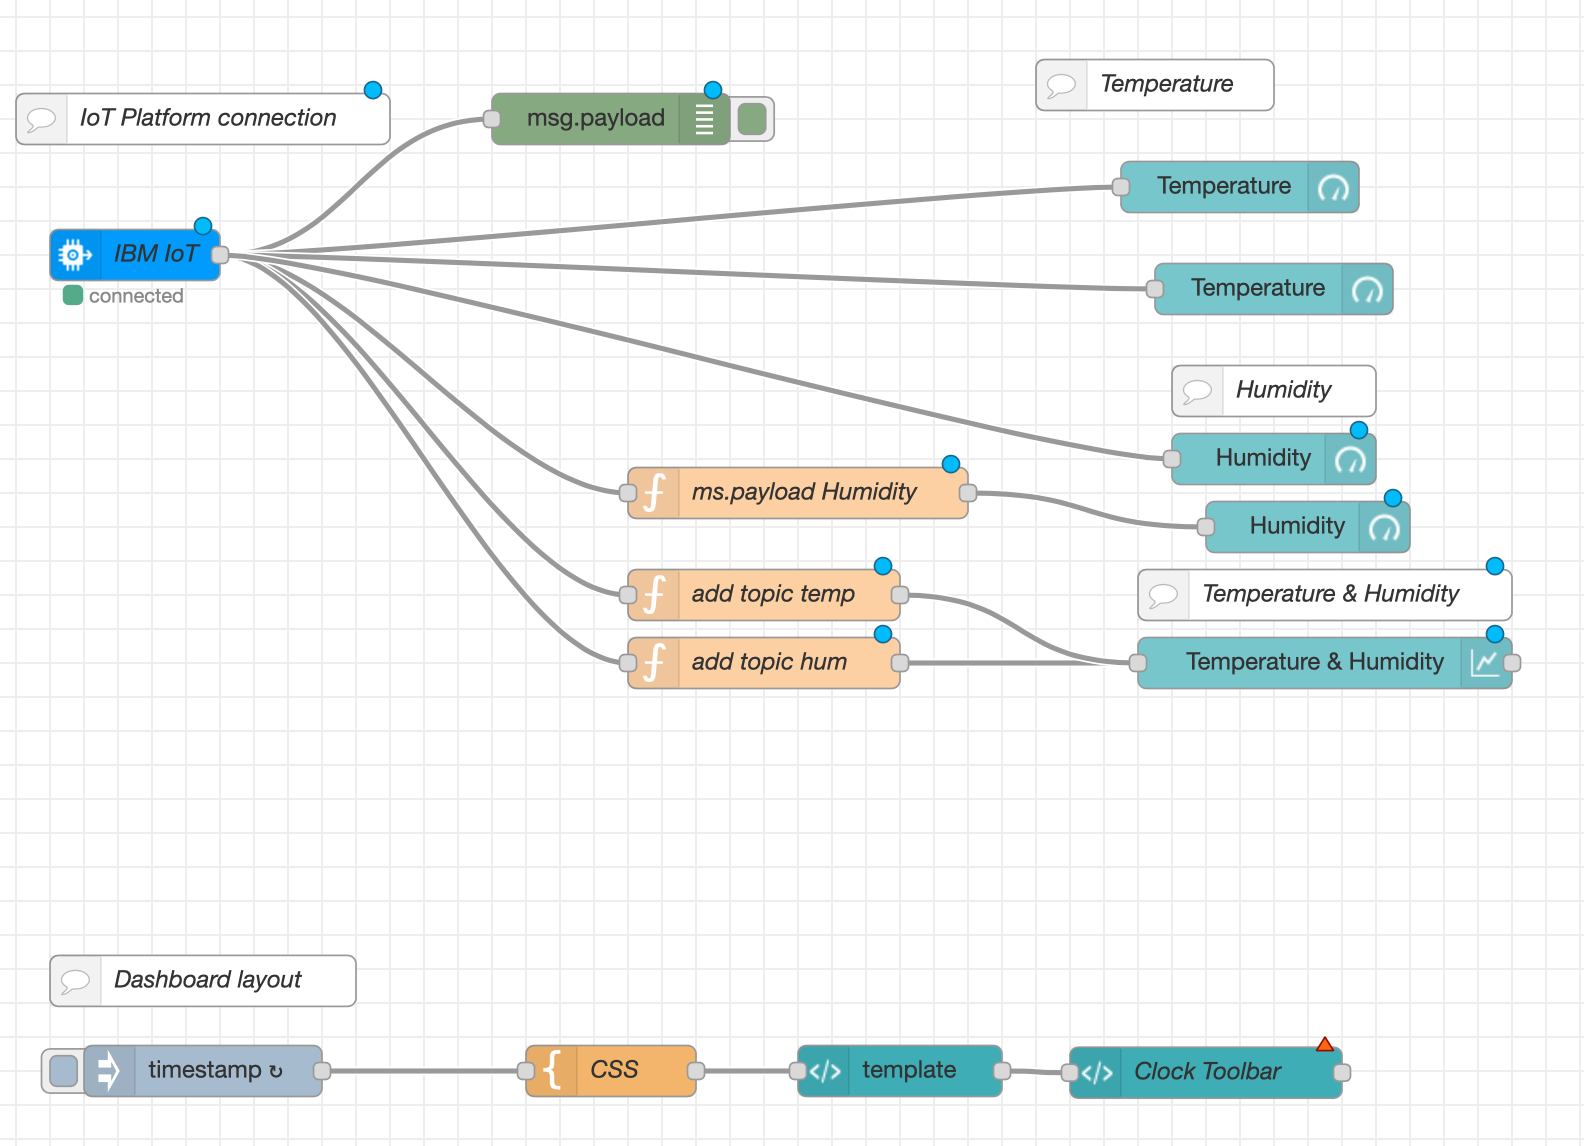 Temperature
IoT Platform connection
msg.payload
Temperature
IBM IoT
connected
Temperature
Humidity
Humidity
ms.payload Humidity
Humidity
add topic temp
Temperature & Humidity
add topic hum
Temperature & Humidity
Dashboard layout
timestamp ↻
CSS
template
Clock Toolbar